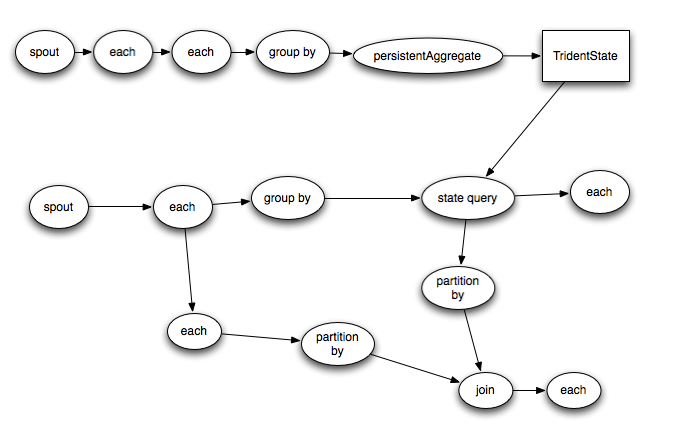 spout
each
each
group by
persistentAggregate
TridentState
spout
each
group by
state query
each
partition
by
each
partition
by
join
each